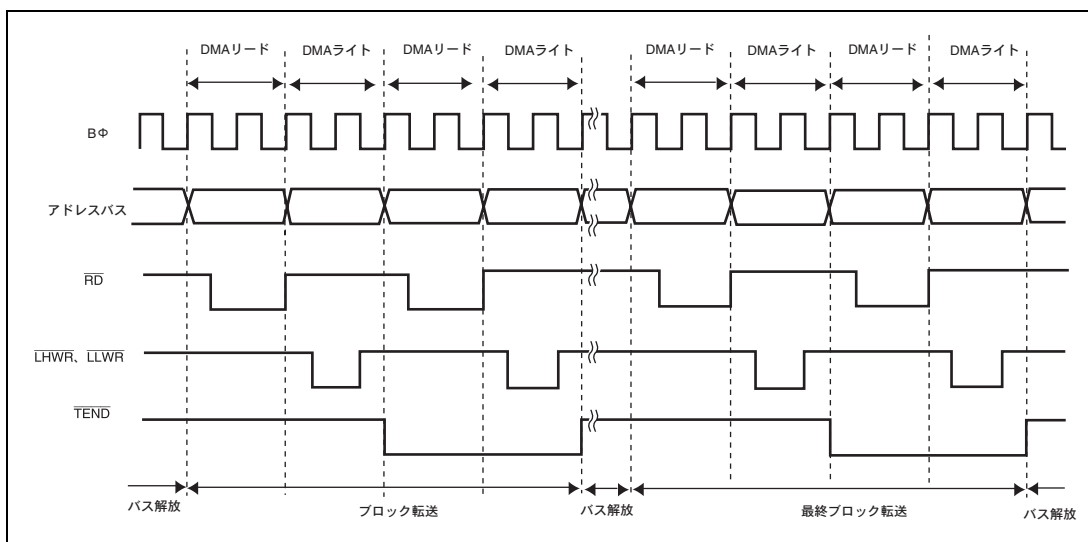 DMAリード DMAライト DMAリード DMAライト DMAリード DMAライト DMAリード DMAライト
BΦ
アドレスバス
R̅D̅
L̅H̅W̅R̅、L̅L̅W̅R̅
T̅E̅N̅D̅
バス解放 ブロック転送 バス解放 最終ブロック転送 バス解放